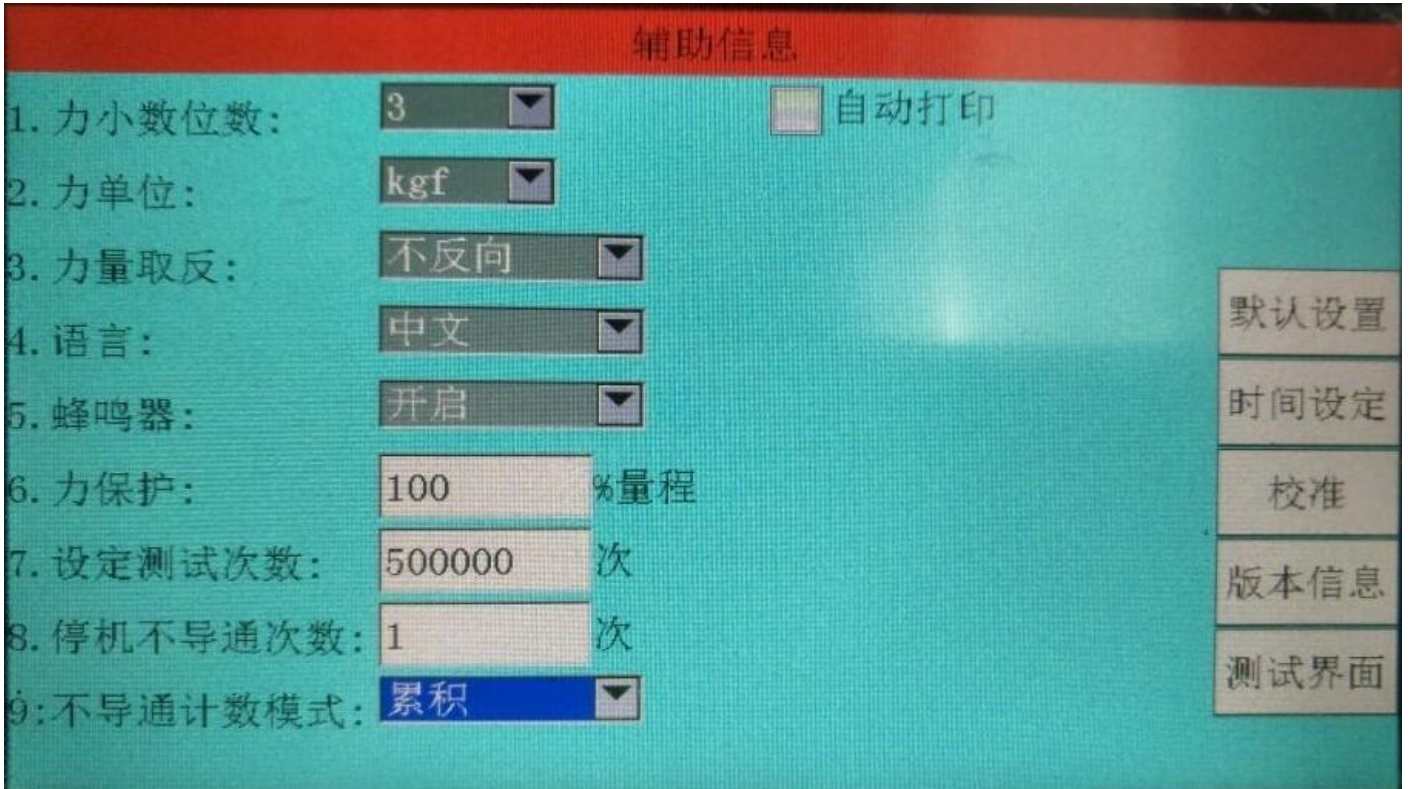 辅助信息
1.力小数位数: 3 自动打印
2.力单位: kgf
3.力量取反: 不反向
4.语言: 中文
5.蜂鸣器: 开启
6.力保护: 100 %量程
7.设定测试次数: 500000 次
8.停机不导通次数: 1 次
9:不导通计数模式: 累积
默认设置
时间设定
校准
版本信息
测试界面